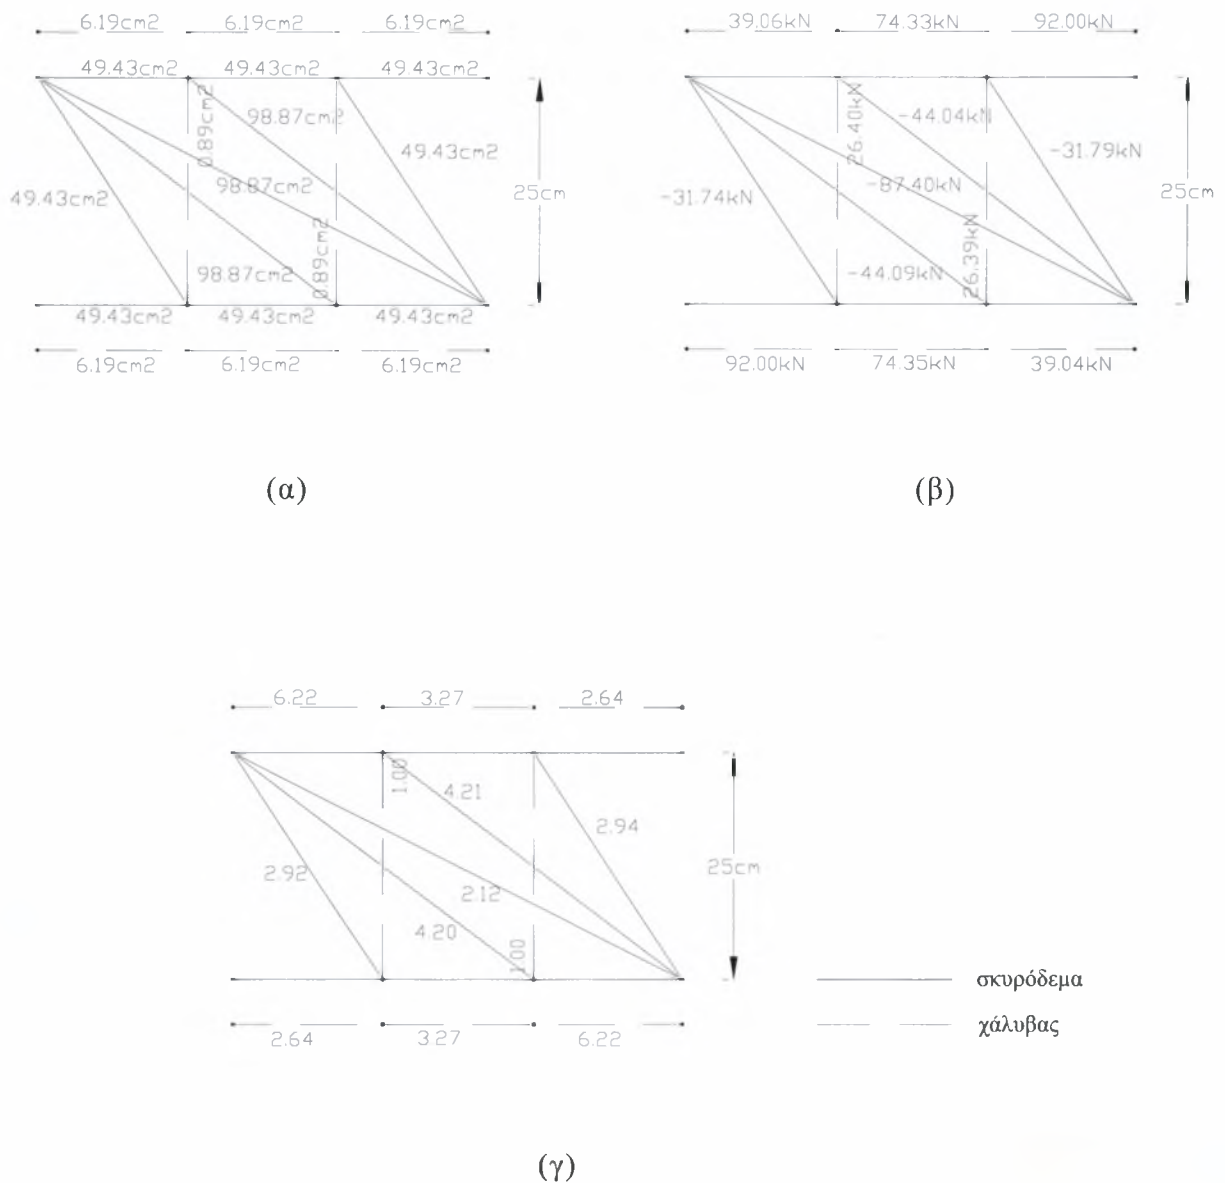 6.19cm2 6.19cm2 6.19cm2
49.43cm2 49.43cm2 49.43cm2
0.89cm2
98.87cm2
49.43cm2
49.43cm2
98.87cm2
0.89cm2
98.87cm2
25cm
49.43cm2 49.43cm2 49.43cm2
6.19cm2 6.19cm2 6.19cm2
(α)
39.06kN 74.33kN 92.00kN
26.40kN
-44.04kN
-31.79kN
-31.74kN
-87.40kN
26.39kN
-44.09kN
25cm
92.00kN 74.35kN 39.04kN
(β)
6.22 3.27 2.64
1.00
4.21
2.94
2.92
2.12
4.20
1.00
25cm
2.64 3.27 6.22
σκυρόδεμα
χάλυβας
(γ)